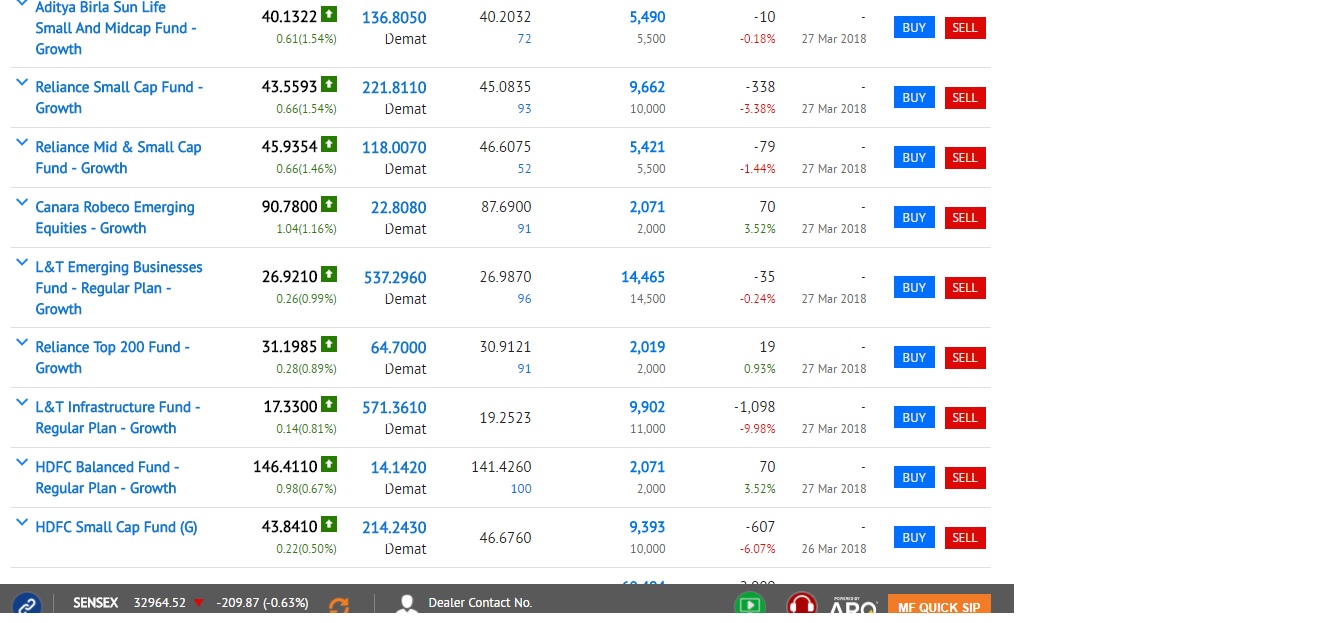 Aditya Birla Sun Life
Small And Midcap Fund -
Growth
40.1322 136.8050 40.2032 5,490 -10 -
0.61(1.54%) Demat 72 5,500 -0.18% 27 Mar 2018
BUY SELL
Reliance Small Cap Fund -
Growth
43.5593 221.8110 45.0835 9,662 -338 -
0.66(1.54%) Demat 93 10,000 -3.38% 27 Mar 2018
BUY SELL
Reliance Mid & Small Cap
Fund - Growth
45.9354 118.0070 46.6075 5,421 -79 -
0.66(1.46%) Demat 52 5,500 -1.44% 27 Mar 2018
BUY SELL
Canara Robeco Emerging
Equities - Growth
90.7800 22.8080 87.6900 2,071 70 -
1.04(1.16%) Demat 91 2,000 3.52% 27 Mar 2018
BUY SELL
L&T Emerging Businesses
Fund - Regular Plan -
Growth
26.9210 537.2960 26.9870 14,465 -35 -
0.26(0.99%) Demat 96 14,500 -0.24% 27 Mar 2018
BUY SELL
Reliance Top 200 Fund -
Growth
31.1985 64.7000 30.9121 2,019 19 -
0.28(0.89%) Demat 91 2,000 0.93% 27 Mar 2018
BUY SELL
L&T Infrastructure Fund -
Regular Plan - Growth
17.3300 571.3610 19.2523 9,902 -1,098 -
0.14(0.81%) Demat 11,000 -9.98% 27 Mar 2018
BUY SELL
HDFC Balanced Fund -
Regular Plan - Growth
146.4110 14.1420 141.4260 2,071 70 -
0.98(0.67%) Demat 100 2,000 3.52% 27 Mar 2018
BUY SELL
HDFC Small Cap Fund (G)
43.8410 214.2430 46.6760 9,393 -607 -
0.22(0.50%) Demat 10,000 -6.07% 26 Mar 2018
BUY SELL
SENSEX 32964.52 -209.87 (-0.63%) Dealer Contact No. POWERED BY ARQ MF QUICK SIP